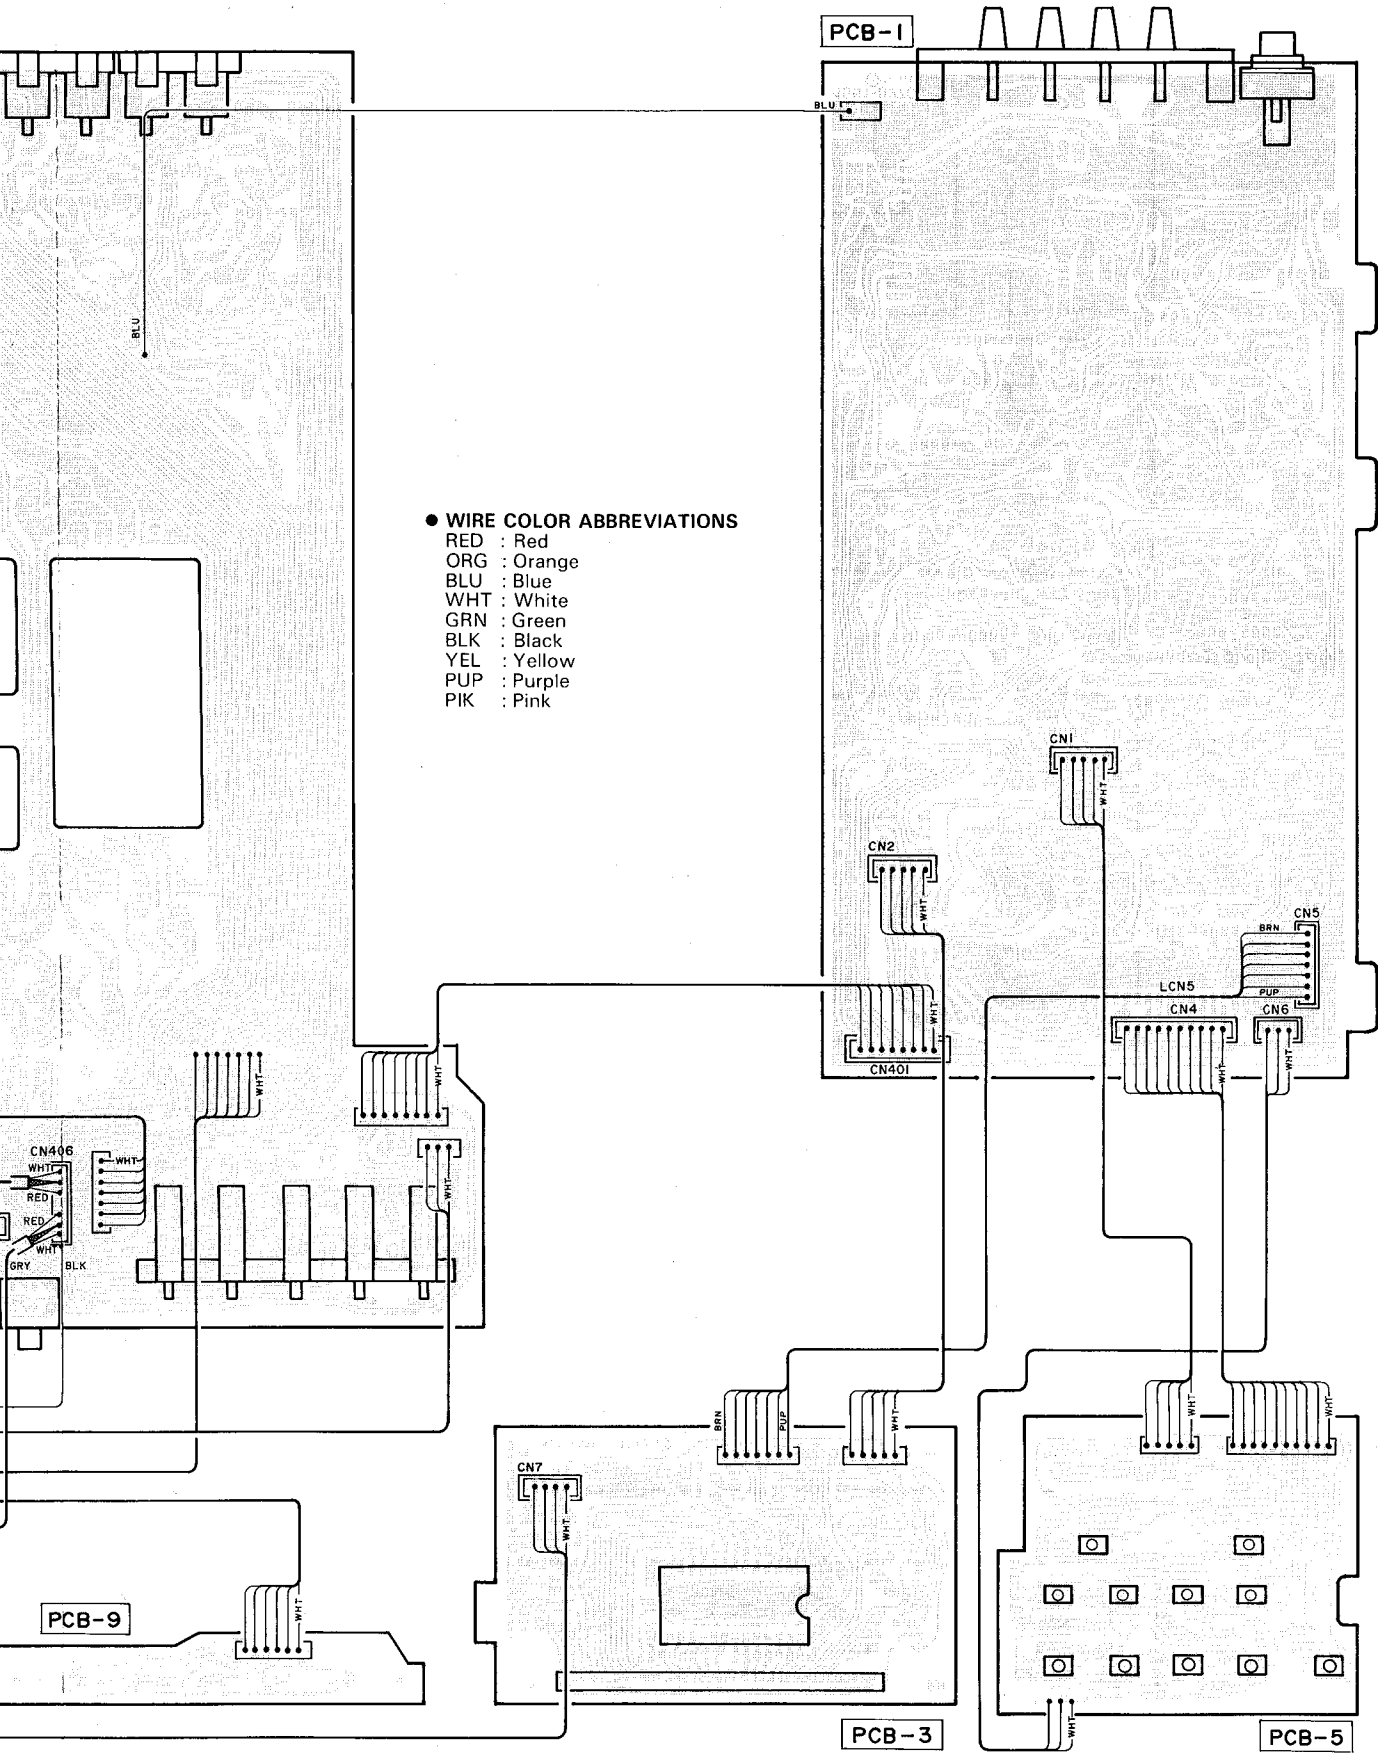 PCB-1
BLU
BLU
● WIRE COLOR ABBREVIATIONS
RED : Red
ORG : Orange
BLU : Blue
WHT : White
GRN : Green
BLK : Black
YEL : Yellow
PUP : Purple
PIK : Pink
CN1
WHT
CN2
WHT
CN5
BRN
LCN5
PUP
CN4
CN6
WHT
CN401
WHT
WHT
WHT
WHT
CN406
WHT
WHT
RED
RED
WHT
GRY
BLK
WHT
BRN
PUP
WHT
WHT
WHT
CN7
WHT
WHT
PCB-9
WHT
PCB-3
PCB-5